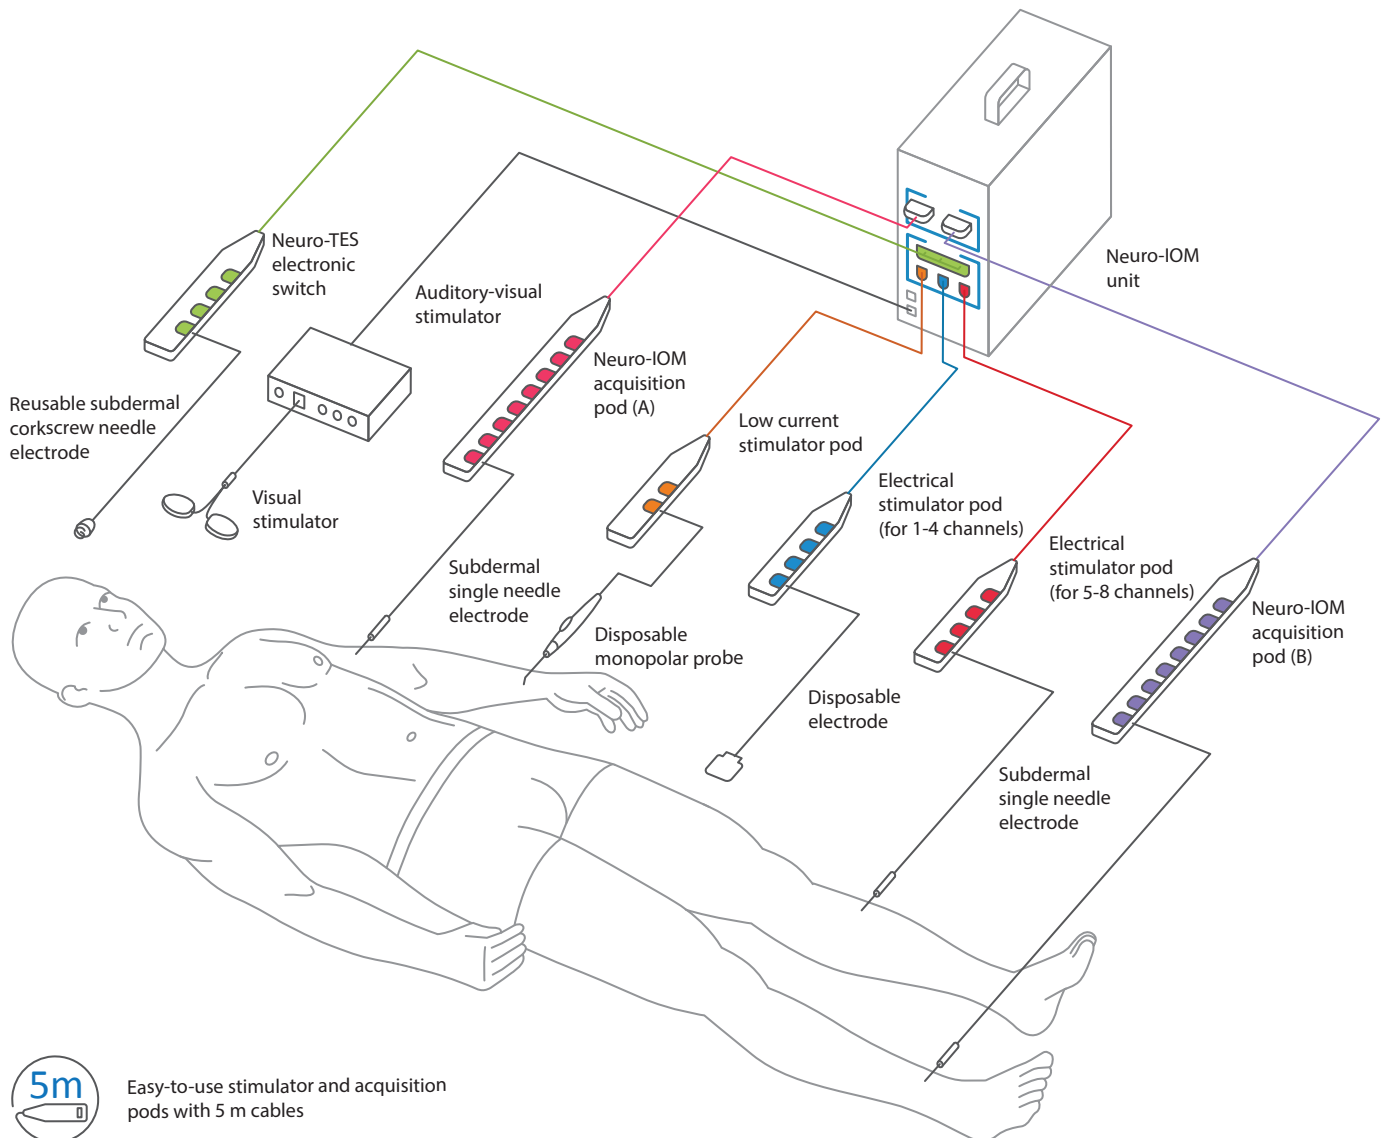 Neuro-TES
electronic
switch
Auditory-visual
stimulator
Neuro-IOM
unit
Reusable subdermal
corkscrew needle
electrode
Neuro-IOM
acquisition
pod (A)
Low current
stimulator pod
Visual
stimulator
Electrical
stimulator pod
(for 1-4 channels)
Subdermal
single needle
electrode
Electrical
stimulator pod
(for 5-8 channels)
Neuro-IOM
acquisition
pod (B)
Disposable
monopolar probe
Disposable
electrode
Subdermal
single needle
electrode
5m
Easy-to-use stimulator and acquisition
pods with 5 m cables